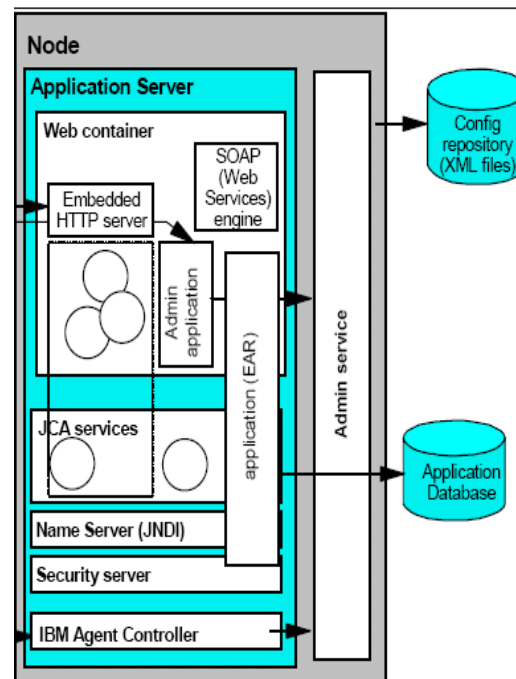 Node
Application Server
Web container
SOAP
(Web
Services)
engine
Embedded
HTTP server
Admin
application
application (EAR)
Admin service
JCA services
Name Server (JNDI)
Security server
IBM Agent Controller
Config
repository
(XML files)
Application
Database